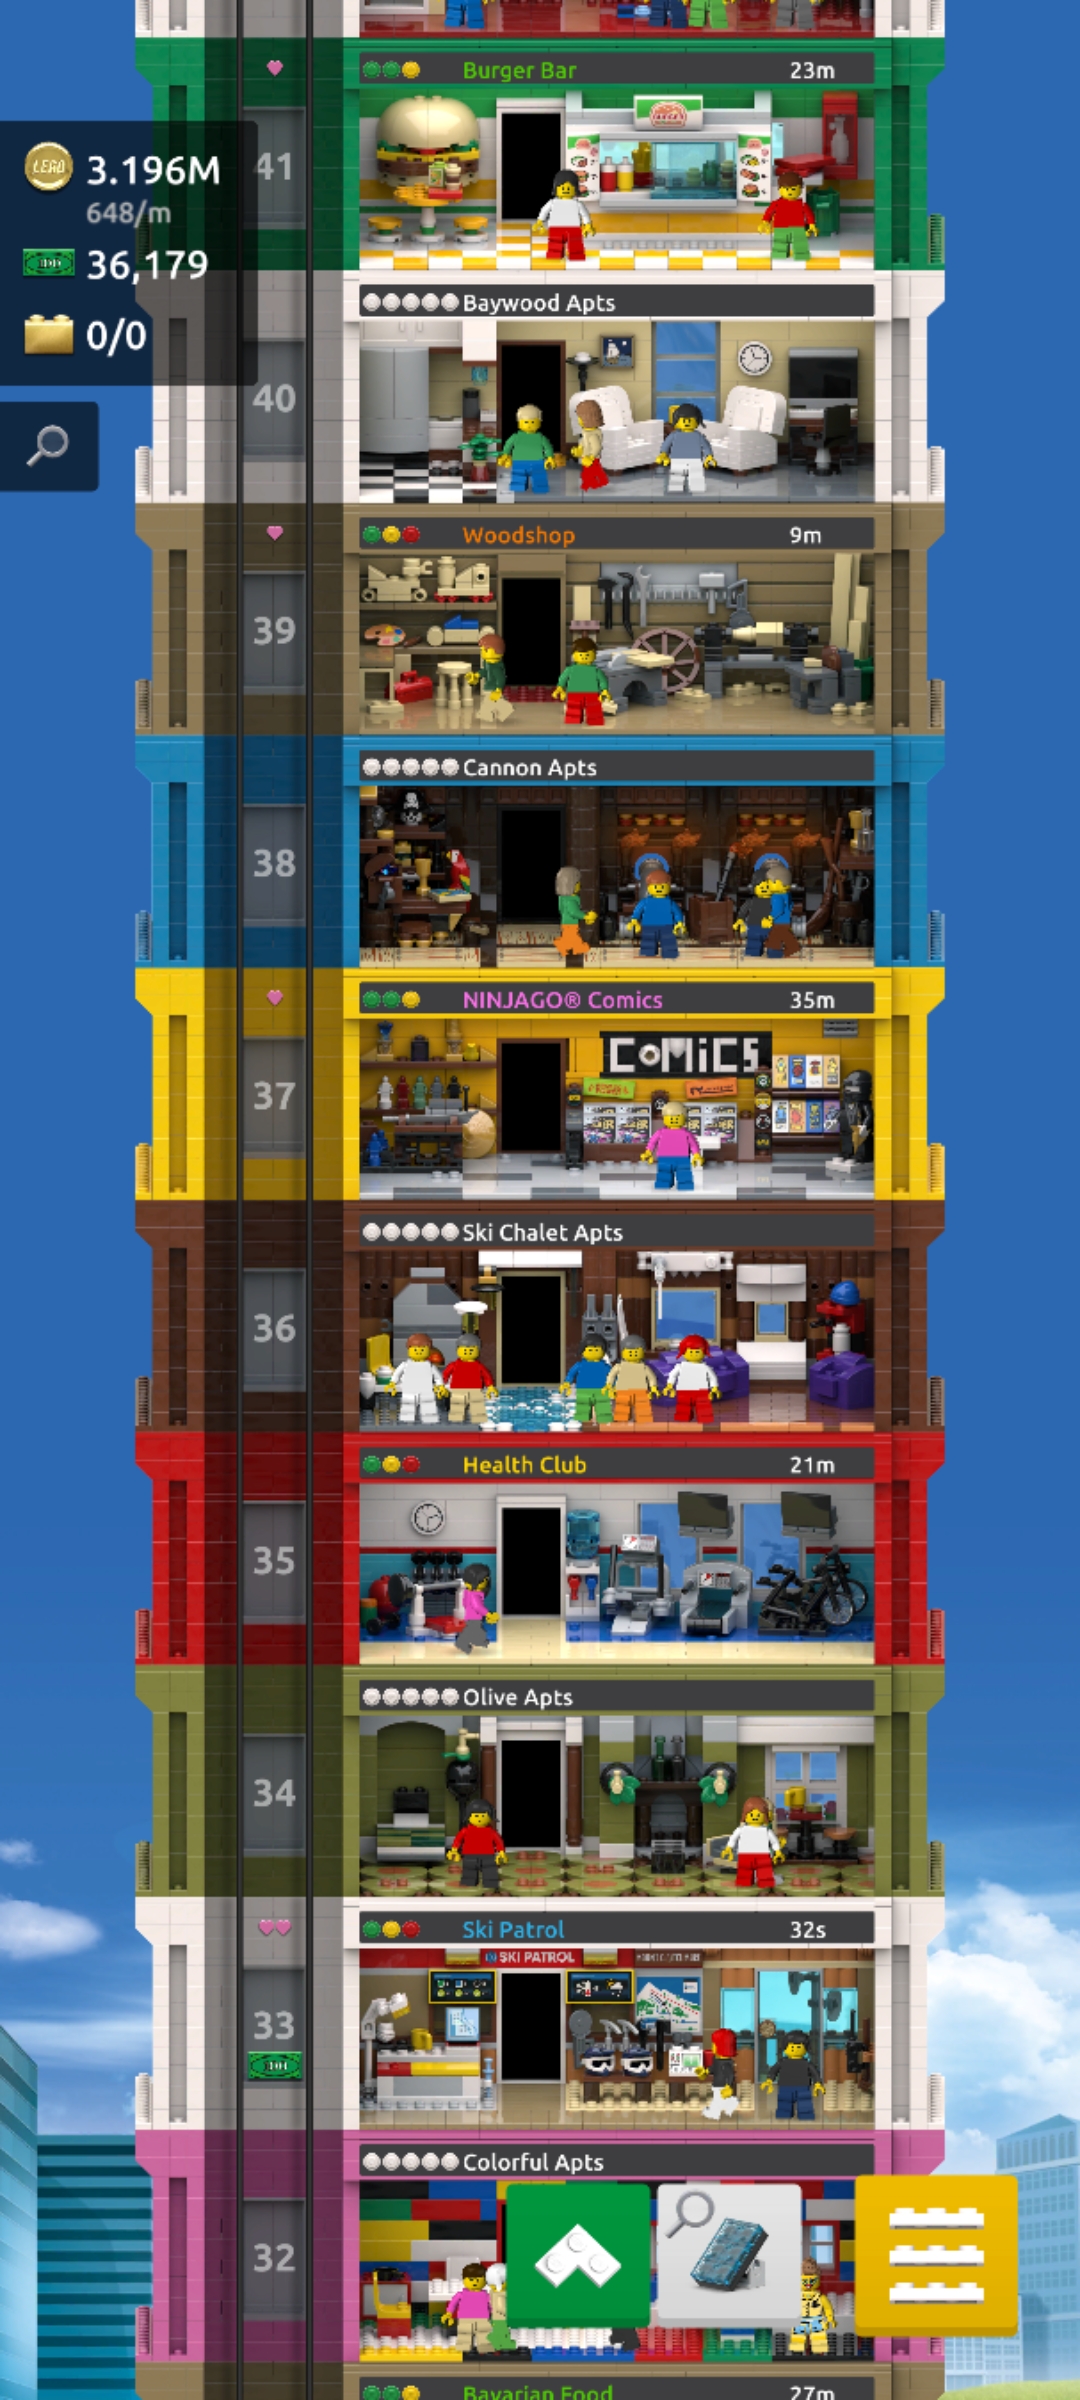 Burger Bar 23m
41
LEGO 3.196M
648/m
36,179
0/0
Baywood Apts
40
Woodshop 9m
39
Cannon Apts
38
NINJAGO® Comics 35m
COMiCS
37
Ski Chalet Apts
36
Health Club 21m
35
Olive Apts
34
Ski Patrol 32s
SKI PATROL
33
Colorful Apts
32
Bavarian Food 27m